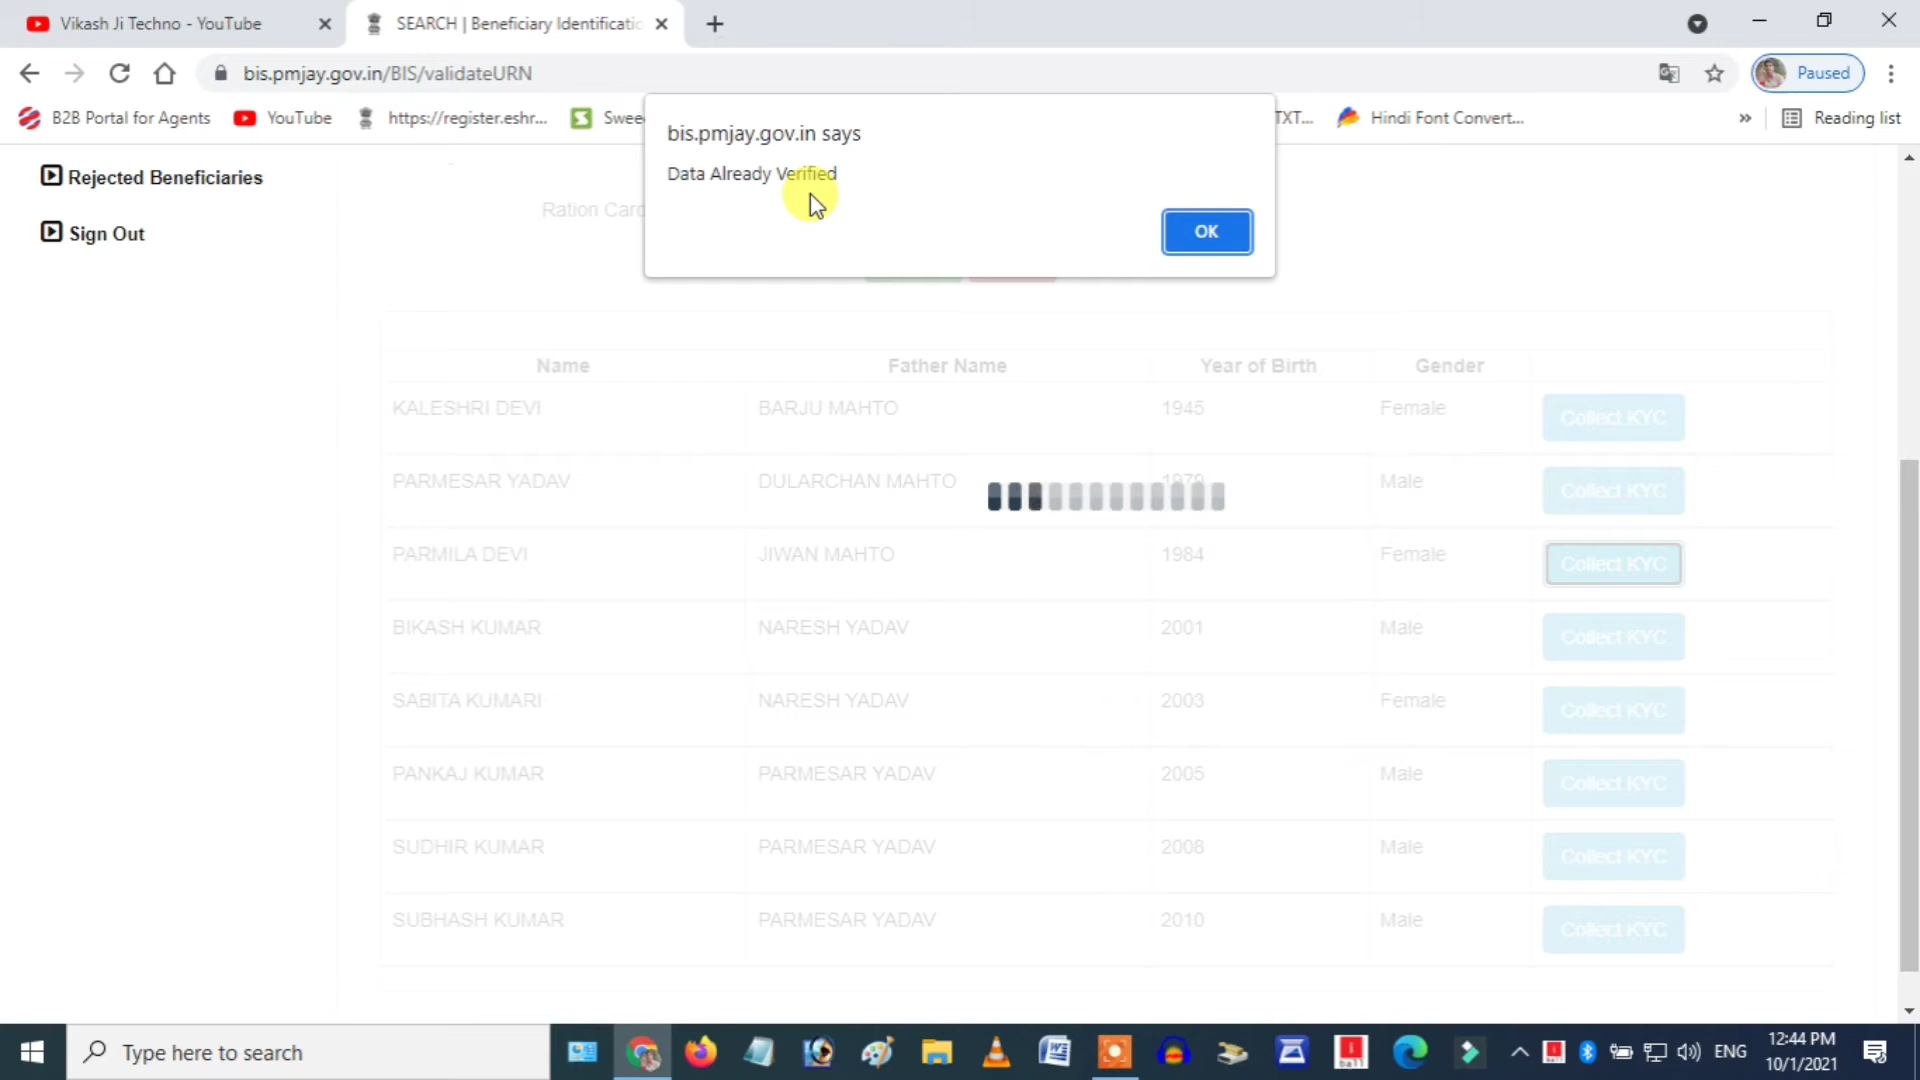 Vikash Ji Techno - YouTube
SEARCH | Beneficiary Identificatio
bis.pmjay.gov.in/BIS/validateURN
Paused
B2B Portal for Agents
YouTube
https://register.eshr...
Swee
TXT...
Hindi Font Convert...
»
Reading list
bis.pmjay.gov.in says
Data Already Verified
OK
Rejected Beneficiaries
Sign Out
Ration Card
Name Father Name Year of Birth Gender
KALESHRI DEVI BARJU MAHTO 1945 Female Collect KYC
PARMESAR YADAV DULARCHAN MAHTO 1979 Male Collect KYC
PARMILA DEVI JIWAN MAHTO 1984 Female Collect KYC
BIKASH KUMAR NARESH YADAV 2001 Male Collect KYC
SABITA KUMARI NARESH YADAV 2003 Female Collect KYC
PANKAJ KUMAR PARMESAR YADAV 2005 Male Collect KYC
SUDHIR KUMAR PARMESAR YADAV 2008 Male Collect KYC
SUBHASH KUMAR PARMESAR YADAV 2010 Male Collect KYC
Type here to search
ENG
12:44 PM
10/1/2021